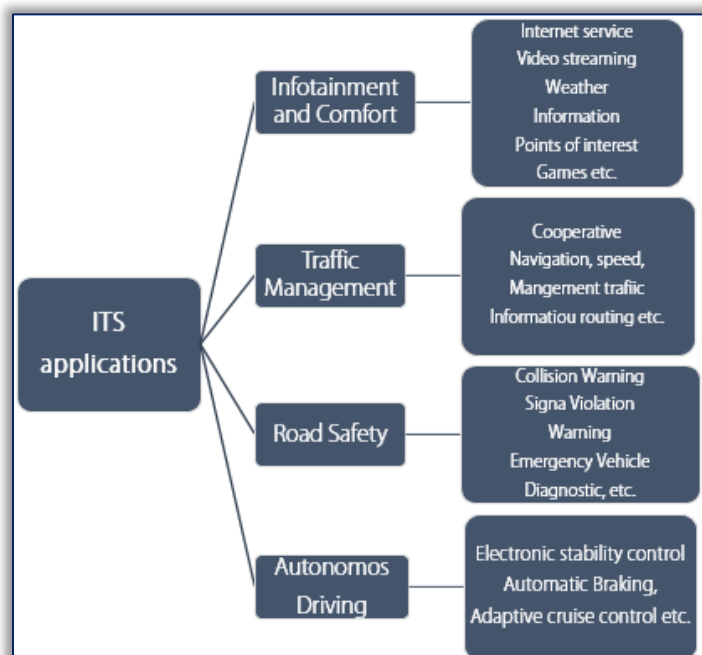 ITS
applications
Infotainment
and Comfort
Internet service
Video streaming
Weather
Information
Points of interest
Games etc.
Traffic
Management
Cooperative
Navigation, speed,
Mangement trafiic
Informatiou routing etc.
Road Safety
Collision Warning
Signa Violation
Warning
Emergency Vehicle
Diagnostic, etc.
Autonomos
Driving
Electronic stability control
Automatic Braking,
Adaptive cruise control etc.